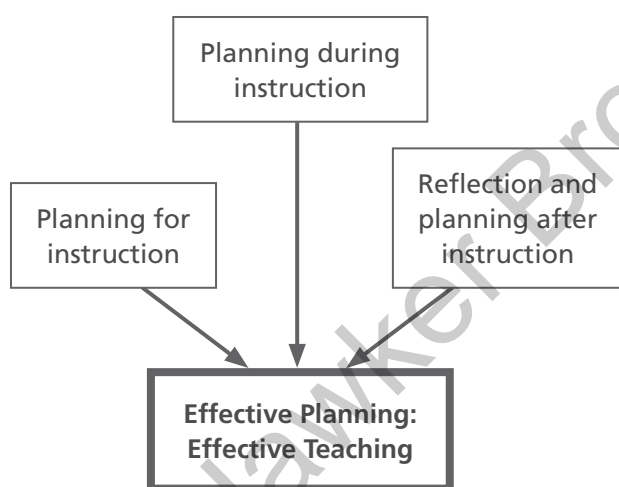 Planning during
instruction
Planning for
instruction
Reflection and
planning after
instruction
Effective Planning:
Effective Teaching